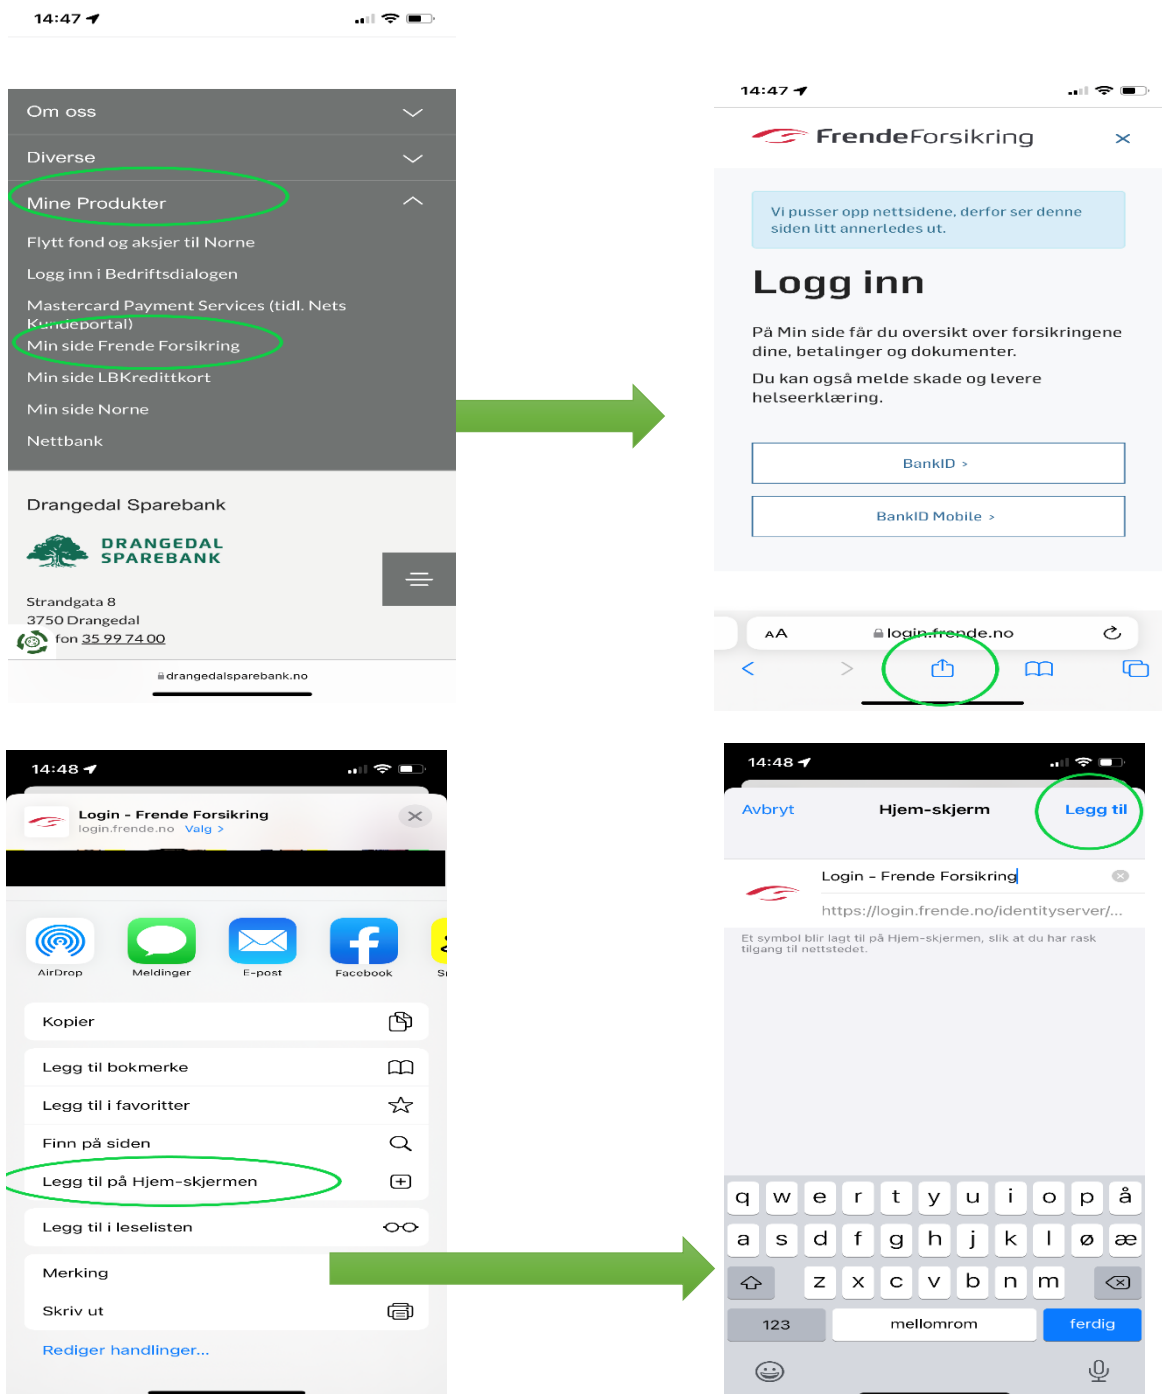 14:47
Om oss
Diverse
Mine Produkter
Flytt fond og aksjer til Norne
Logg inn i Bedriftsdialogen
Mastercard Payment Services (tidl. Nets
Kundeportal)
Min side Frende Forsikring
Min side LBKredittkort
Min side Norne
Nettbank
Drangedal Sparebank
DRANGEDAL
SPAREBANK
Strandgata 8
3750 Drangedal
fon 35 99 74 00
drangedalsparebank.no
14:47
FrendeForsikring
Vi pusser opp nettsidene, derfor ser denne
siden litt annerledes ut.
Logg inn
På Min side får du oversikt over forsikringene
dine, betalinger og dokumenter.
Du kan også melde skade og levere
helseerklæring.
BankID >
BankID Mobile >
AA login.frende.no
14:48
Login - Frende Forsikring
login.frende.no Valg >
AirDrop Meldinger E-post Facebook
Kopier
Legg til bokmerke
Legg til i favoritter
Finn på siden
Legg til på Hjem-skjermen
Legg til i leselisten
Merking
Skriv ut
Rediger handlinger...
14:48
Avbryt Hjem-skjerm Legg til
Login - Frende Forsikring
https://login.frende.no/identityserver/...
Et symbol blir lagt til på Hjem-skjermen, slik at du har rask
tilgang til nettstedet.
q w e r t y u i o p å
a s d f g h j k l ø æ
z x c v b n m
123 mellomrom ferdig